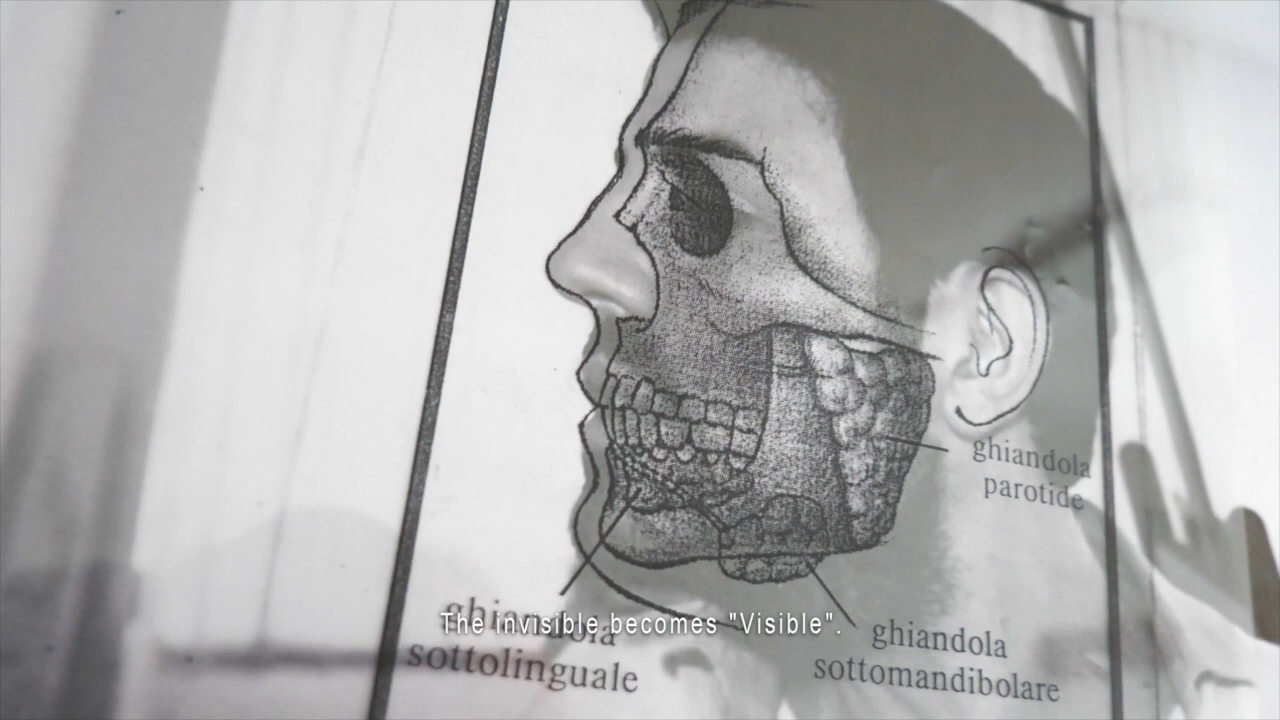 ghiandola
parotide
ghiandola
sottolinguale
The invisible becomes "Visible".
ghiandola
sottomandibolare